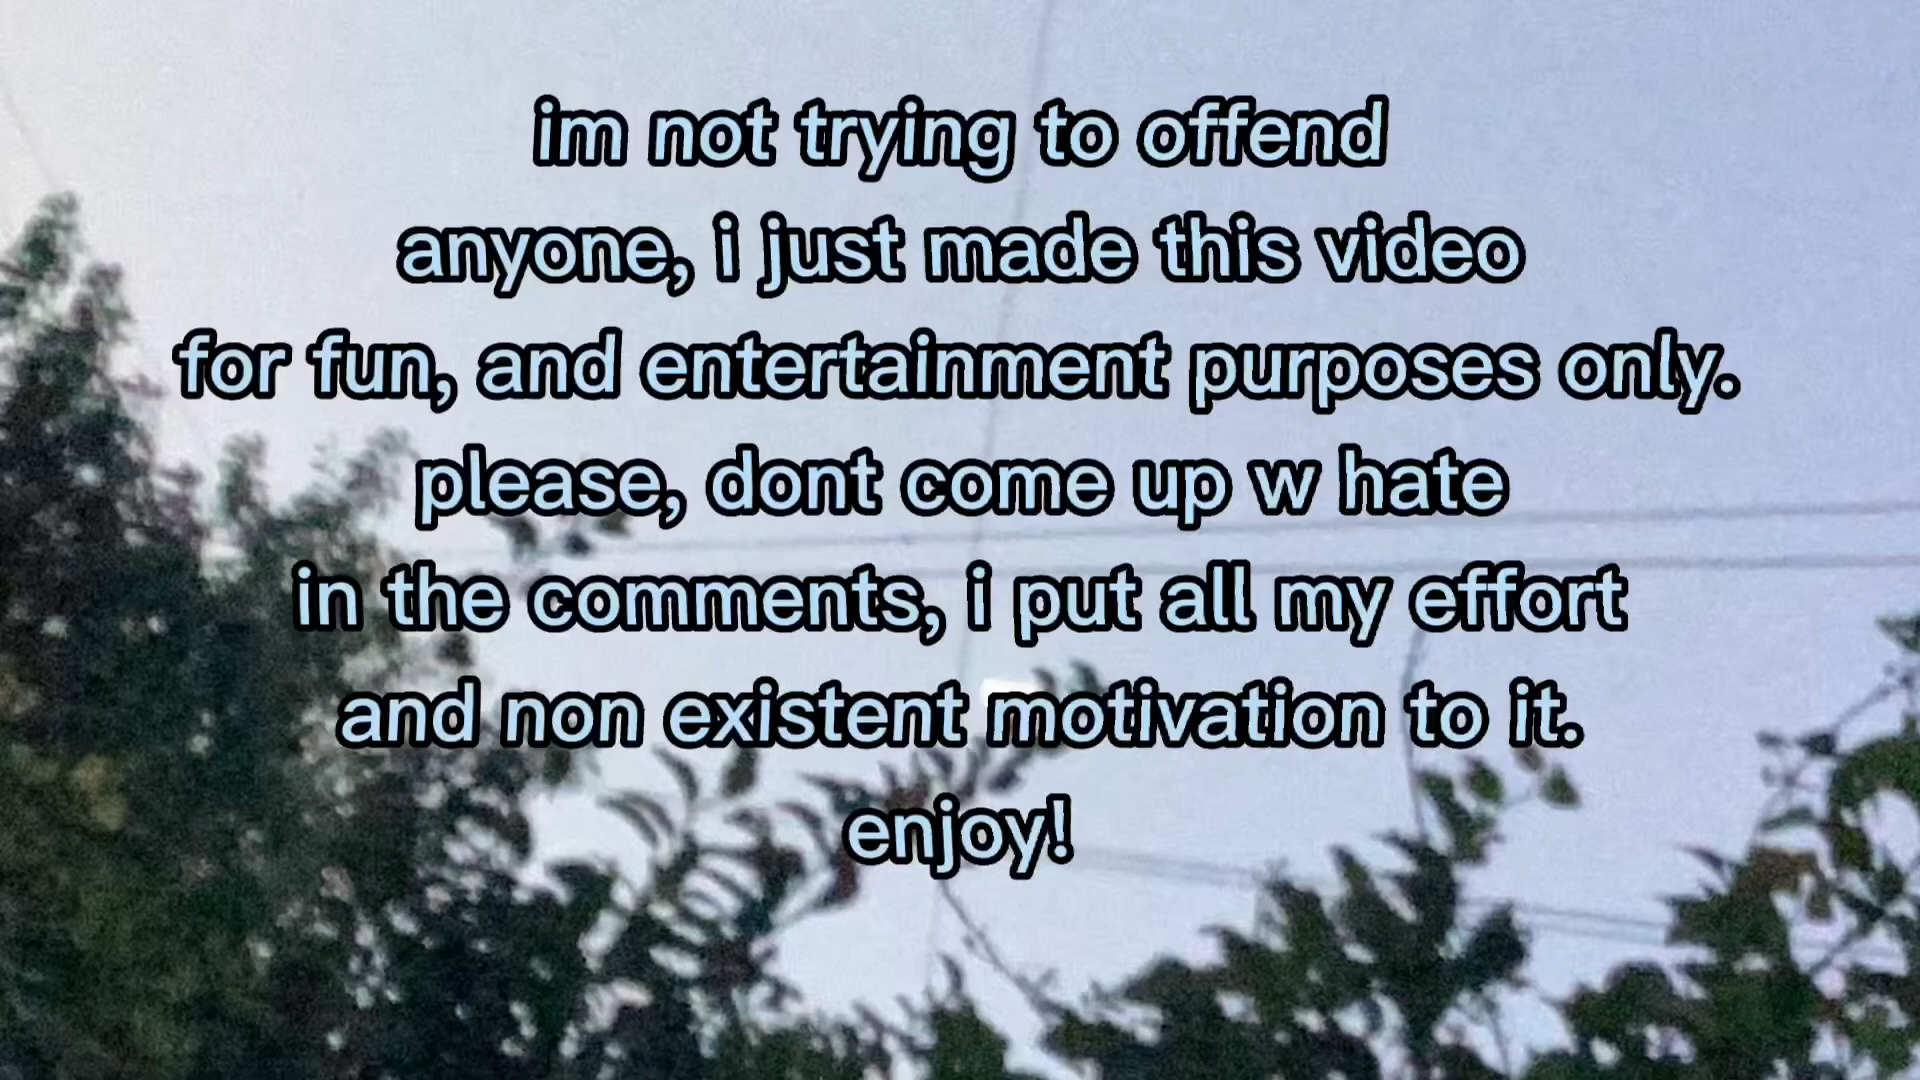 im not trying to offend
anyone, i just made this video
for fun, and entertainment purposes only.
please, dont come up w hate
in the comments, i put all my effort
and non existent motivation to it.
enjoy!